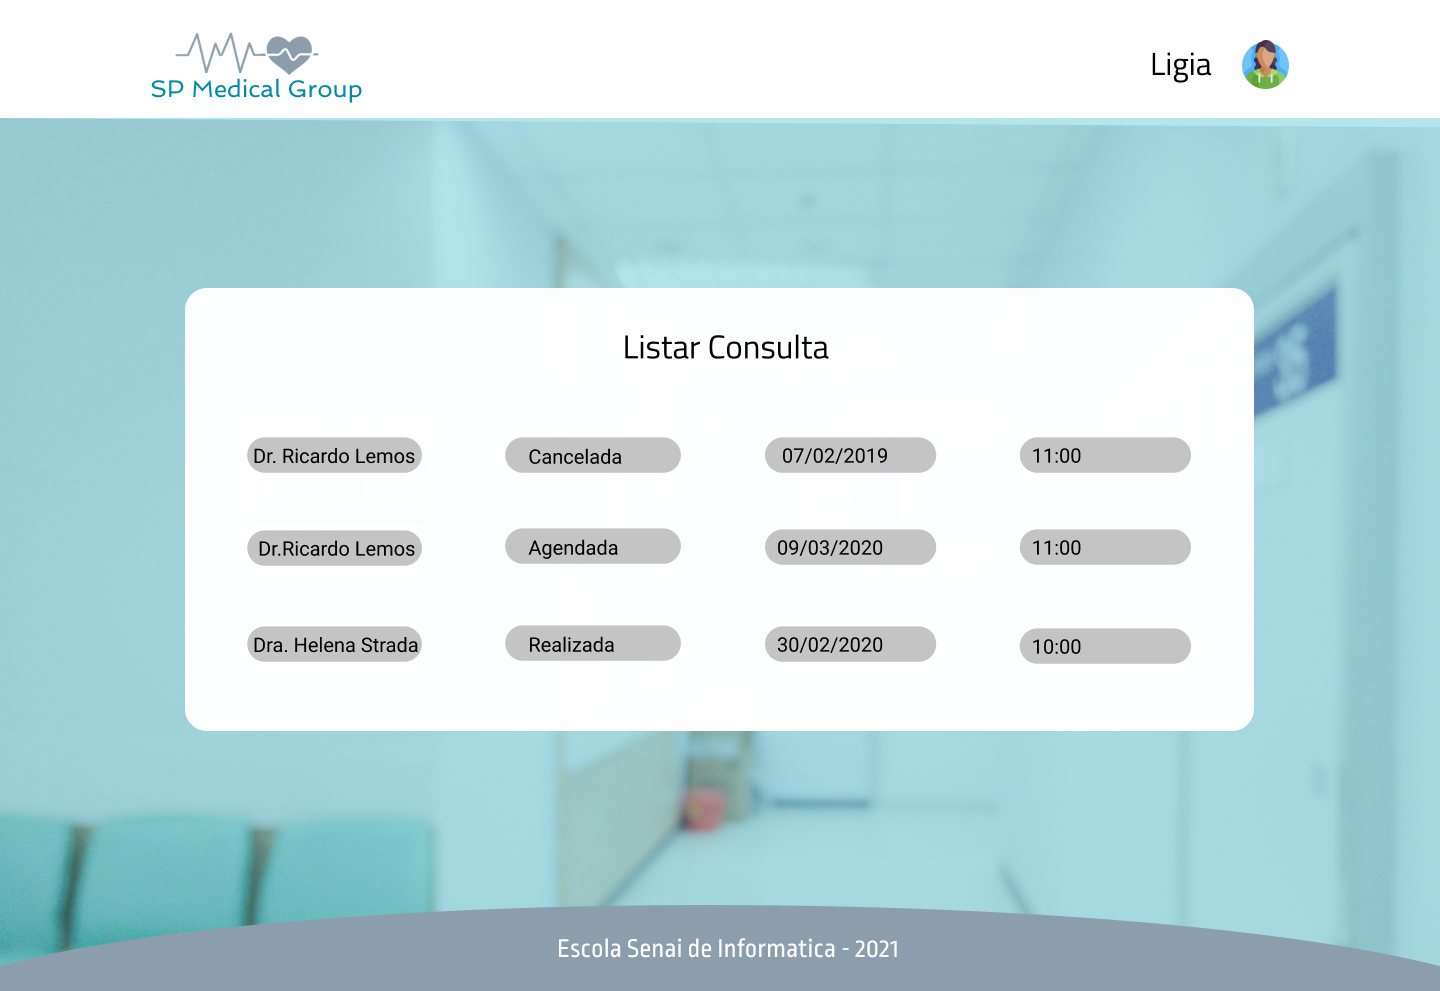 SP Medical Group
Ligia
Listar Consulta
Dr. Ricardo Lemos Cancelada 07/02/2019 11:00
Dr.Ricardo Lemos Agendada 09/03/2020 11:00
Dra. Helena Strada Realizada 30/02/2020 10:00
Escola Senai de Informatica - 2021